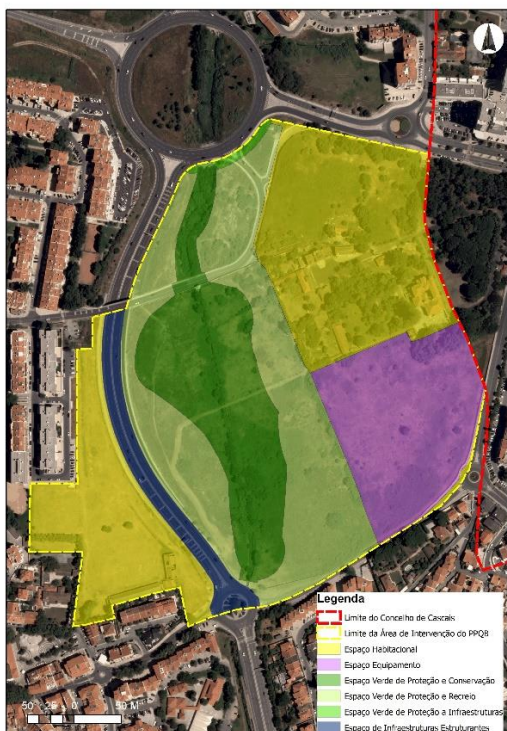 Legenda
Limite do Concelho de Cascais
Limite da Área de Intervenção do PPQB
Espaço Habitacional
Espaço Equipamento
Espaço Verde de Proteção e Conservação
Espaço Verde de Proteção e Recreio
Espaço Verde de Proteção a Infraestruturas
Espaço de Infraestruturas Estruturantes
50 25 0 50 M